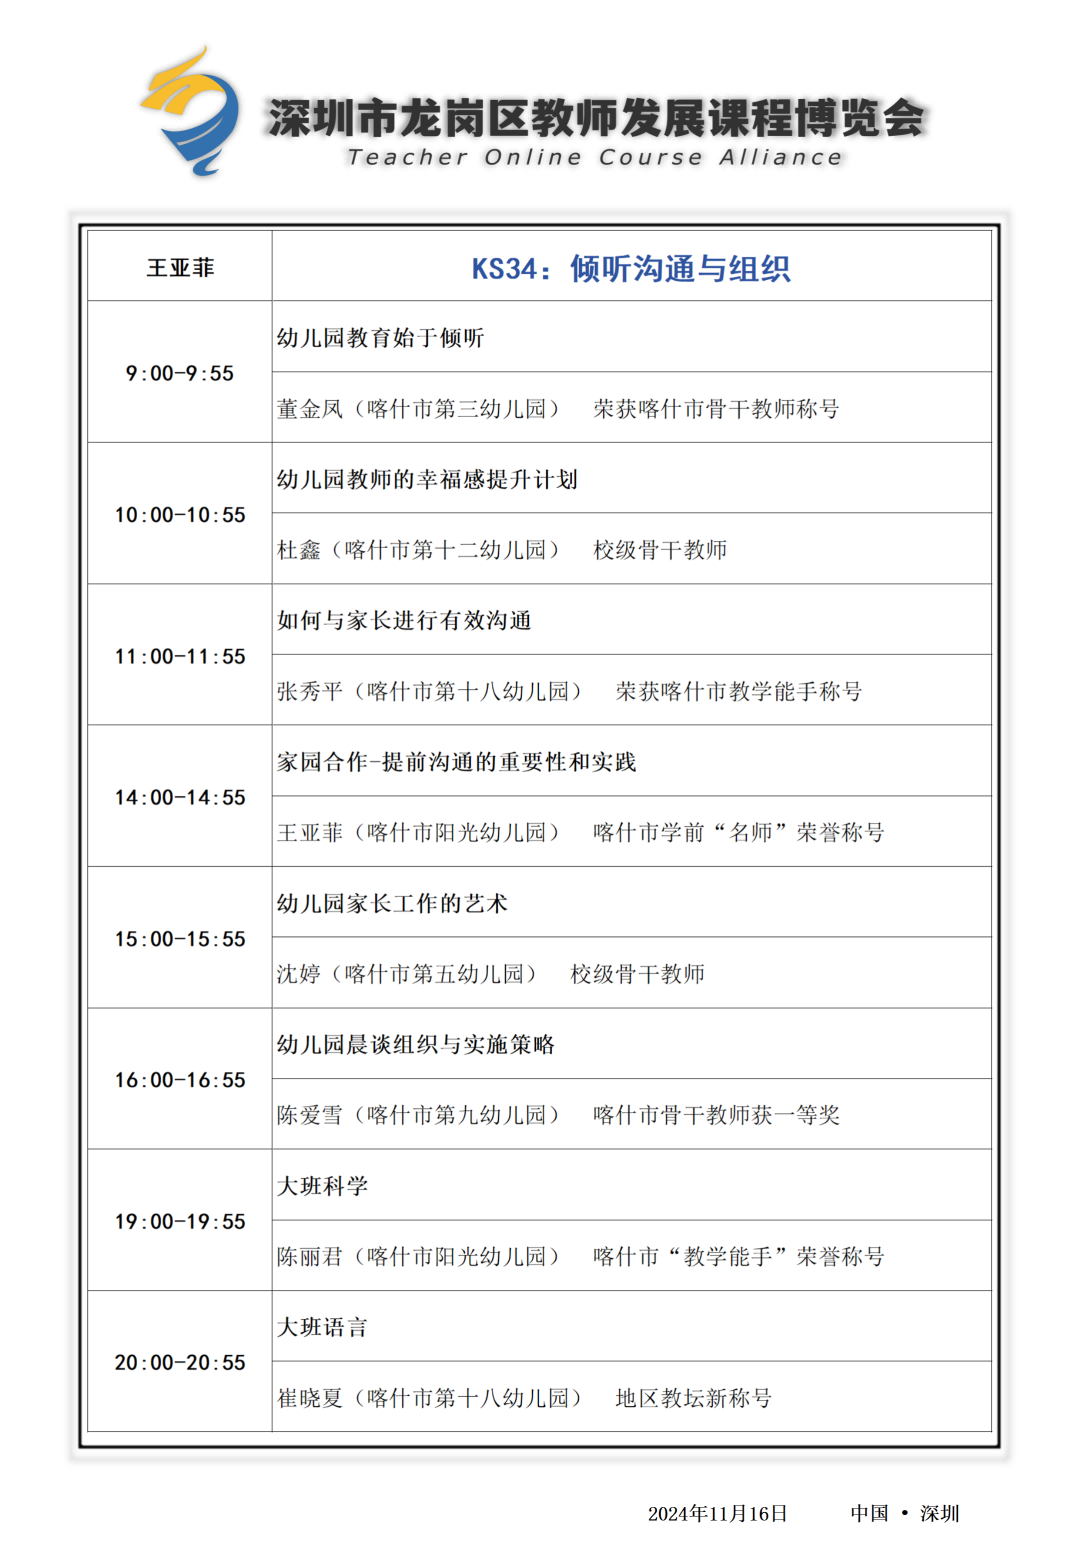 深圳市龙岗区教师发展课程博览会
Teacher Online Course Alliance
王亚菲
KS34：倾听沟通与组织
9:00-9:55
幼儿园教育始于倾听
董金凤（喀什市第三幼儿园） 荣获喀什市骨干教师称号
10:00-10:55
幼儿园教师的幸福感提升计划
杜鑫（喀什市第十二幼儿园） 校级骨干教师
11:00-11:55
如何与家长进行有效沟通
张秀平（喀什市第十八幼儿园） 荣获喀什市教学能手称号
14:00-14:55
家园合作-提前沟通的重要性和实践
王亚菲（喀什市阳光幼儿园） 喀什市学前“名师”荣誉称号
15:00-15:55
幼儿园家长工作的艺术
沈婷（喀什市第五幼儿园） 校级骨干教师
16:00-16:55
幼儿园晨谈组织与实施策略
陈爱雪（喀什市第九幼儿园） 喀什市骨干教师获一等奖
19:00-19:55
大班科学
陈丽君（喀什市阳光幼儿园） 喀什市“教学能手”荣誉称号
20:00-20:55
大班语言
崔晓夏（喀什市第十八幼儿园） 地区教坛新称号
2024年11月16日 中国 • 深圳